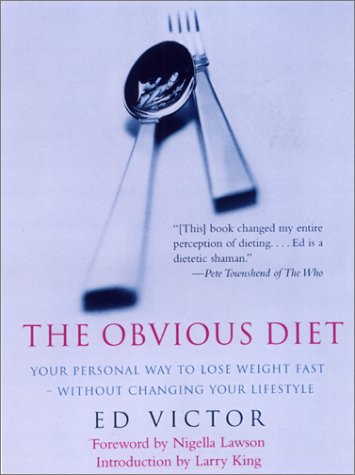 “[This] book changed my entire
perception of dieting. . . . Ed is a
dietetic shaman.”
—Pete Townshend of The Who
THE OBVIOUS DIET
YOUR PERSONAL WAY TO LOSE WEIGHT FAST
– WITHOUT CHANGING YOUR LIFESTYLE
ED VICTOR
Foreword by Nigella Lawson
Introduction by Larry King